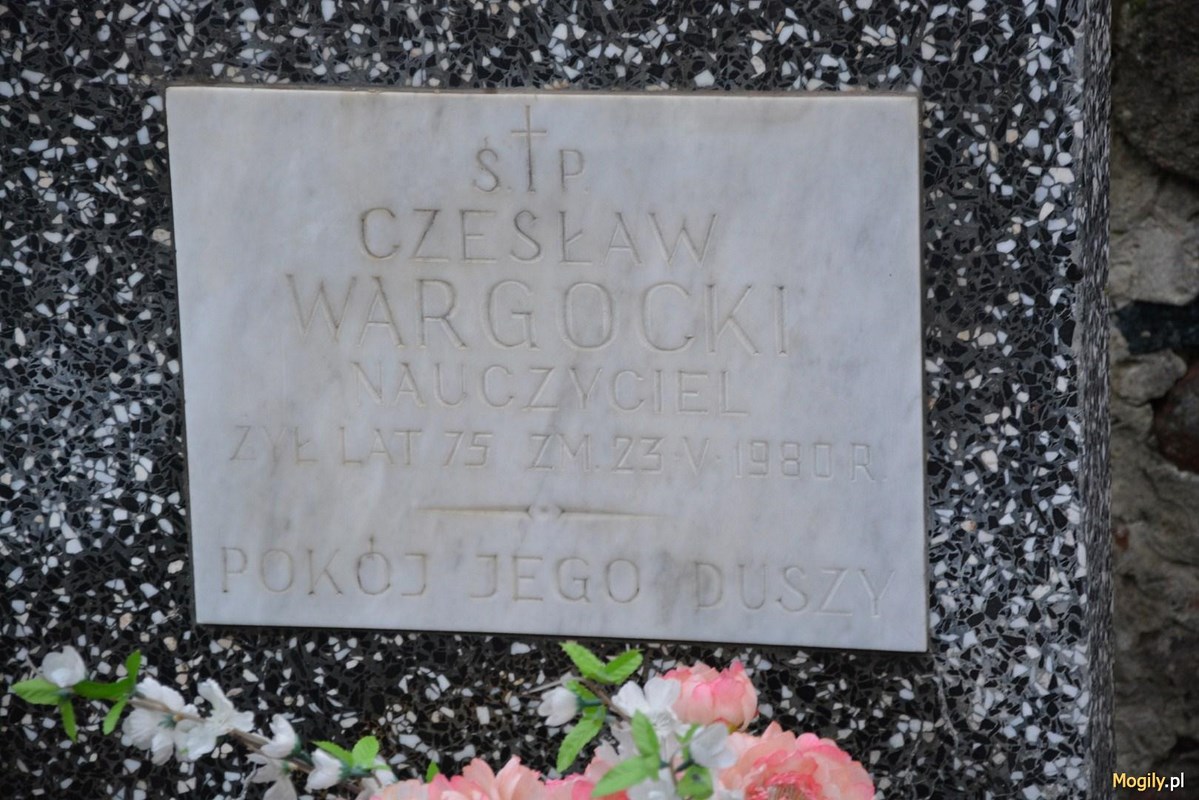 Ś.†P.
CZESŁAW
WARGOCKI
NAUCZYCIEL
ŻYŁ LAT 75 ZM. 23·V·1980 R.
POKÓJ JEGO DUSZY
Mogily.pl